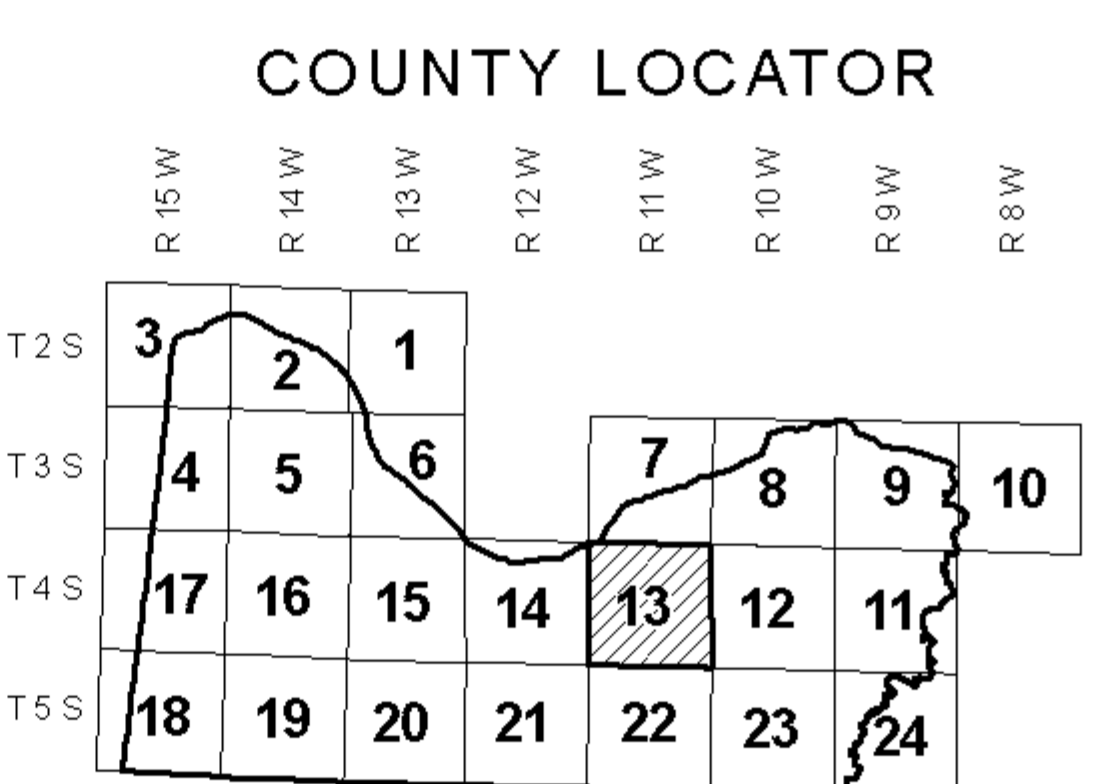 COUNTY LOCATOR
R 15 W R 14 W R 13 W R 12 W R 11 W R 10 W R 9 W R 8 W
T 2 S 3 2 1
T 3 S 4 5 6 7 8 9 10
T 4 S 17 16 15 14 13 12 11
T 5 S 18 19 20 21 22 23 24